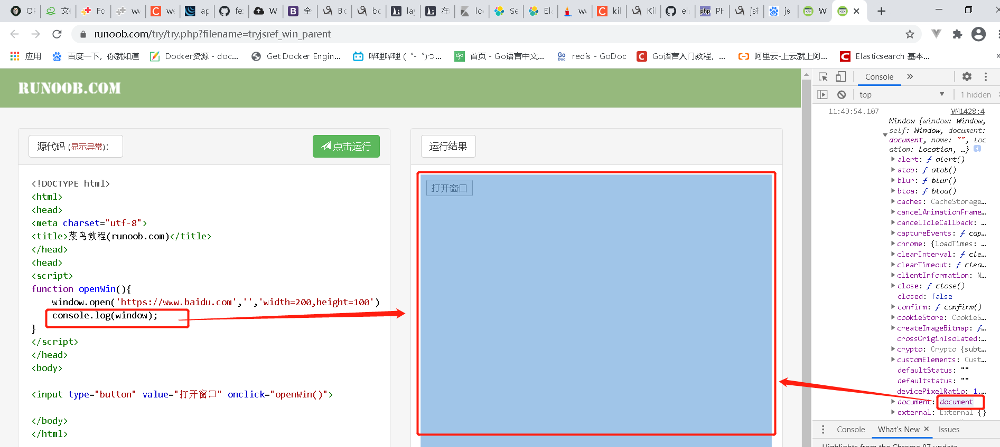 OF
文
Fo
we
ap
fe:
W
全
Bo
bo
lay
在
lo
Se
Ela
w
kil
Kil
ela
php
PH
js
js
W
runoob.com/try/try.php?filename=tryjsref_win_parent
应用
百度一下，你就知道
Docker资源 - doc...
Get Docker Engin...
哔哩哔哩 ( ゜- ゜)つ...
首页 - Go语言中文...
redis - GoDoc
Go语言入门教程，...
阿里云-上云就上阿...
Elasticsearch 基本...
RUNOOB.COM
源代码 (显示异常)：
点击运行
<!DOCTYPE html>
<html>
<head>
<meta charset="utf-8">
<title>菜鸟教程(runoob.com)</title>
</head>
<head>
<script>
function openWin(){
window.open('https://www.baidu.com','','width=200,height=100')
console.log(window);
}
</script>
</head>
<body>
<input type="button" value="打开窗口" onclick="openWin()">
</body>
</html>
运行结果
打开窗口
Console
top
1 hidden
11:43:54.107
VM1428:4
Window {window: Window,
self: Window, document:
document, name: "", loc
ation: Location, …}
alert: ƒ alert()
atob: ƒ atob()
blur: ƒ blur()
btoa: ƒ btoa()
caches: CacheStorage…
cancelAnimationFrame…
cancelIdleCallback: …
captureEvents: ƒ cap…
chrome: {loadTimes: …
clearInterval: ƒ cle…
clearTimeout: ƒ clea…
clientInformation: N…
close: ƒ close()
closed: false
confirm: ƒ confirm()
cookieStore: CookieS…
createImageBitmap: ƒ…
crossOriginIsolated:…
crypto: Crypto {subt…
customElements: Cust…
defaultStatus: ""
defaultstatus: ""
devicePixelRatio: 1.…
document: document
external: External {}
Console
What's New
Issues
Highlights from the Chrome 87 update